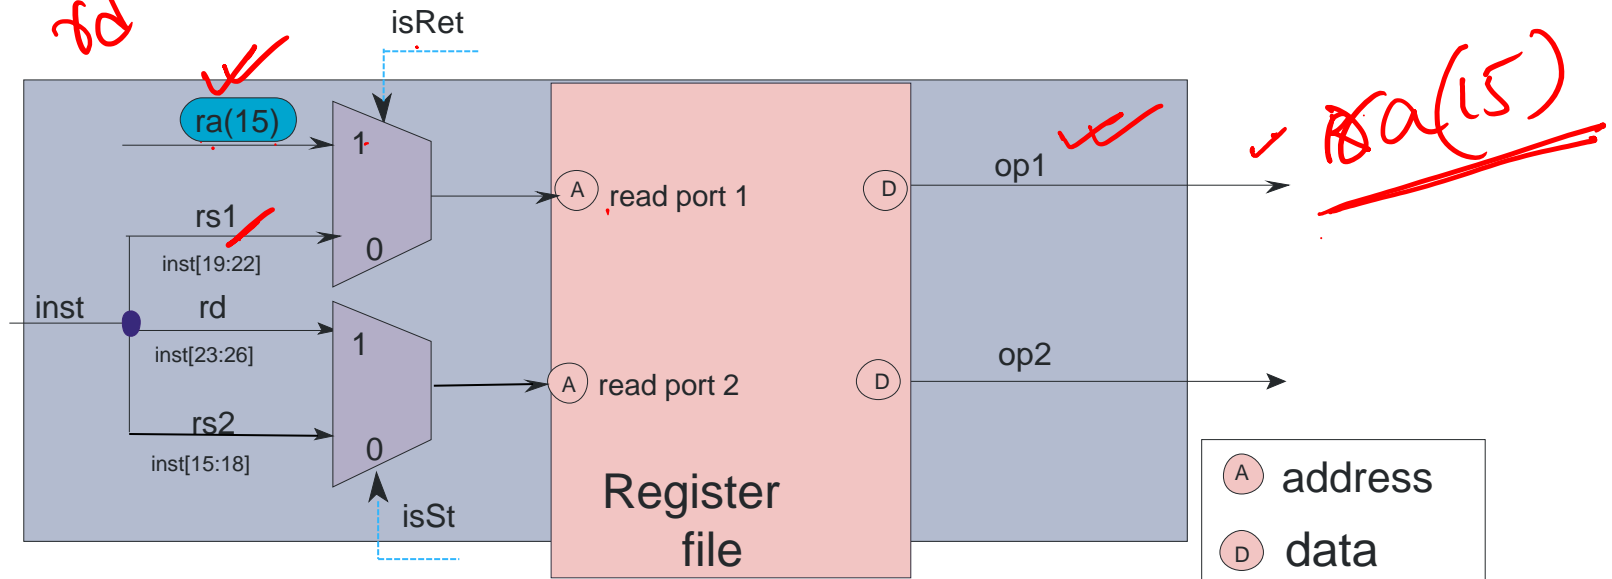 rd
isRet
ra(15)
1
op1
ra(15)
A
read port 1
D
rs1
0
inst[19:22]
inst
rd
1
inst[23:26]
op2
A
read port 2
D
rs2
0
inst[15:18]
isSt
Register
file
A address
D data